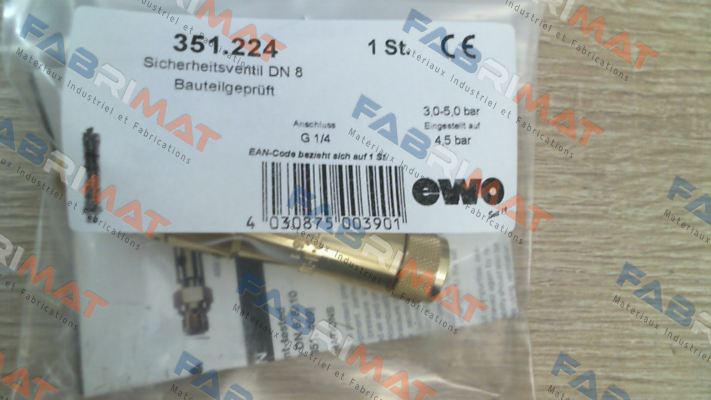 351.224
1 St. CE
Sicherheitsventil DN 8
Bauteilgeprüft
3,0-5,0 bar
Anschluss
Eingestellt auf
G 1/4
4,5 bar
EAN-Code bezieht sich auf 1 St/
ewo
4 030875 003901
FABRIMAT
Matériaux Industriel et Fabrications